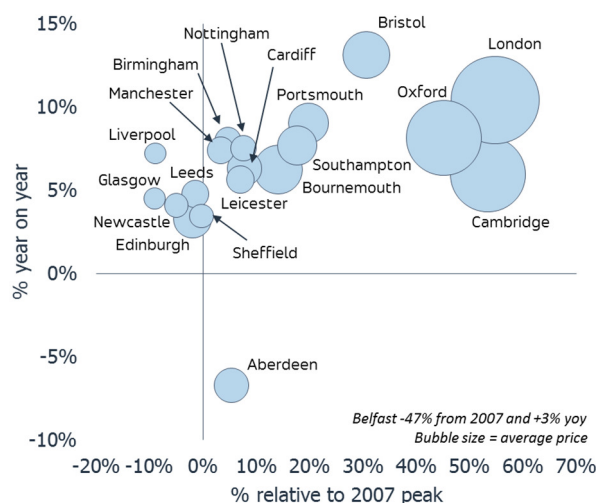 15%
Bristol
Nottingham
Cardiff
London
Birmingham
10%
Manchester
Portsmouth
Oxford
Liverpool
Leeds
Southampton
Glasgow
5%
Bournemouth
Leicester
Newcastle
Cambridge
Edinburgh
Sheffield
% year on year
0%
-5%
Aberdeen
Belfast -47% from 2007 and +3% yoy
Bubble size = average price
-10%
-20% -10% 0% 10% 20% 30% 40% 50% 60% 70%
% relative to 2007 peak